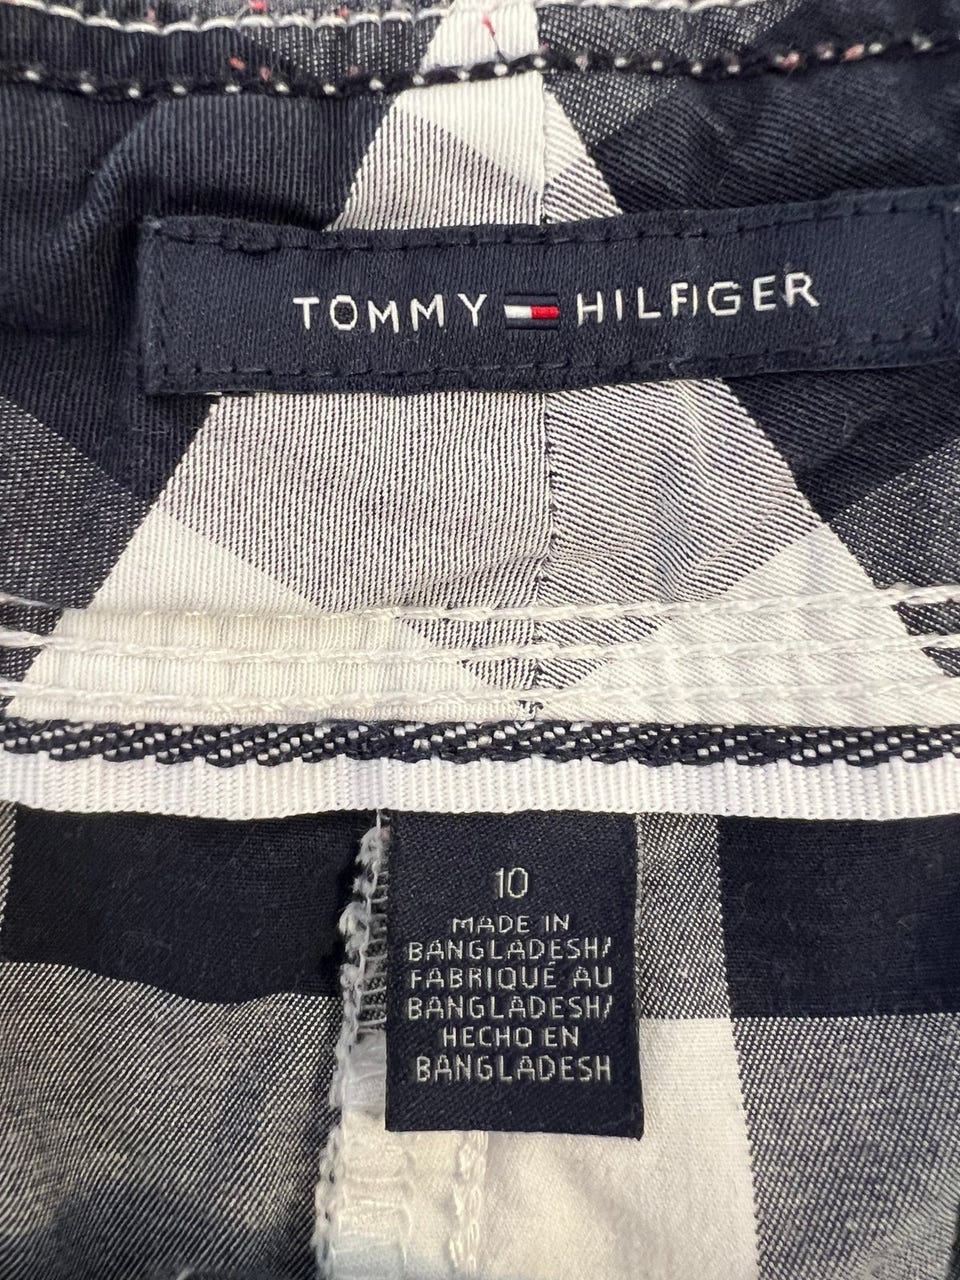 TOMMY HILFIGER
10
MADE IN
BANGLADESH/
FABRIQUÉ AU
BANGLADESH/
HECHO EN
BANGLADESH